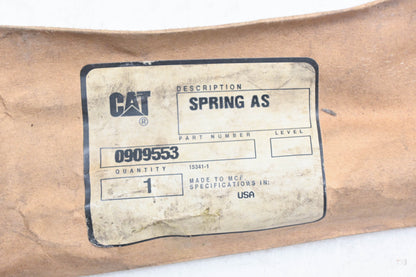 CAT ®
DESCRIPTION
SPRING AS
PART NUMBER LEVEL
0909553
QUANTITY 15341-1
1
MADE TO MCF
SPECIFICATIONS IN:
USA